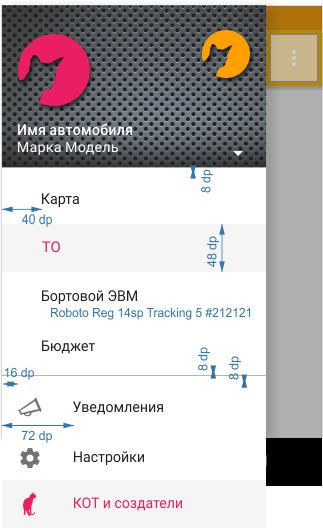 Имя автомобиля
Марка Модель
8 dp
Карта
40 dp
ТО
48 dp
Бортовой ЭВМ
Roboto Reg 14sp Tracking 5 #212121
Бюджет
8 dp
8 dp
16 dp
Уведомления
72 dp
Настройки
КОТ и создатели